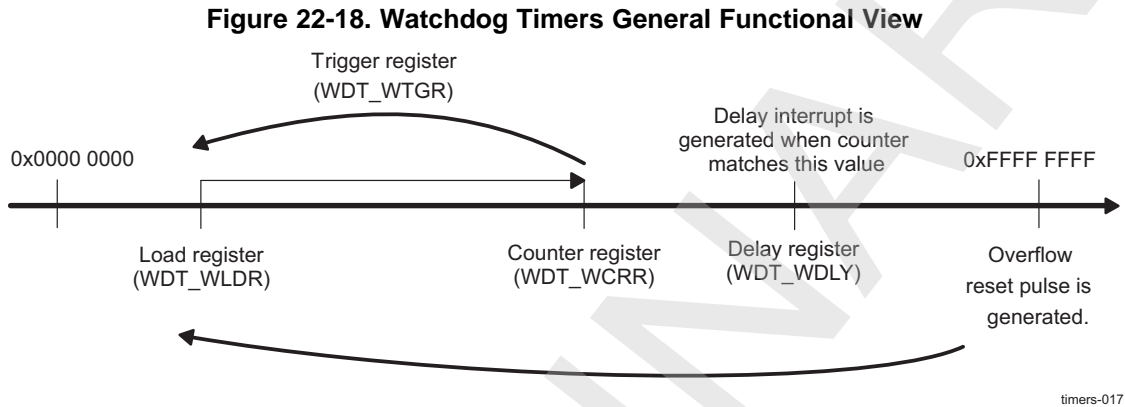 Figure 22-18. Watchdog Timers General Functional View
Trigger register
(WDT_WTGR)
Delay interrupt is
generated when counter
matches this value
0x0000 0000
0xFFFF FFFF
Load register
(WDT_WLDR)
Counter register
(WDT_WCRR)
Delay register
(WDT_WDLY)
Overflow
reset pulse is
generated.
timers-017